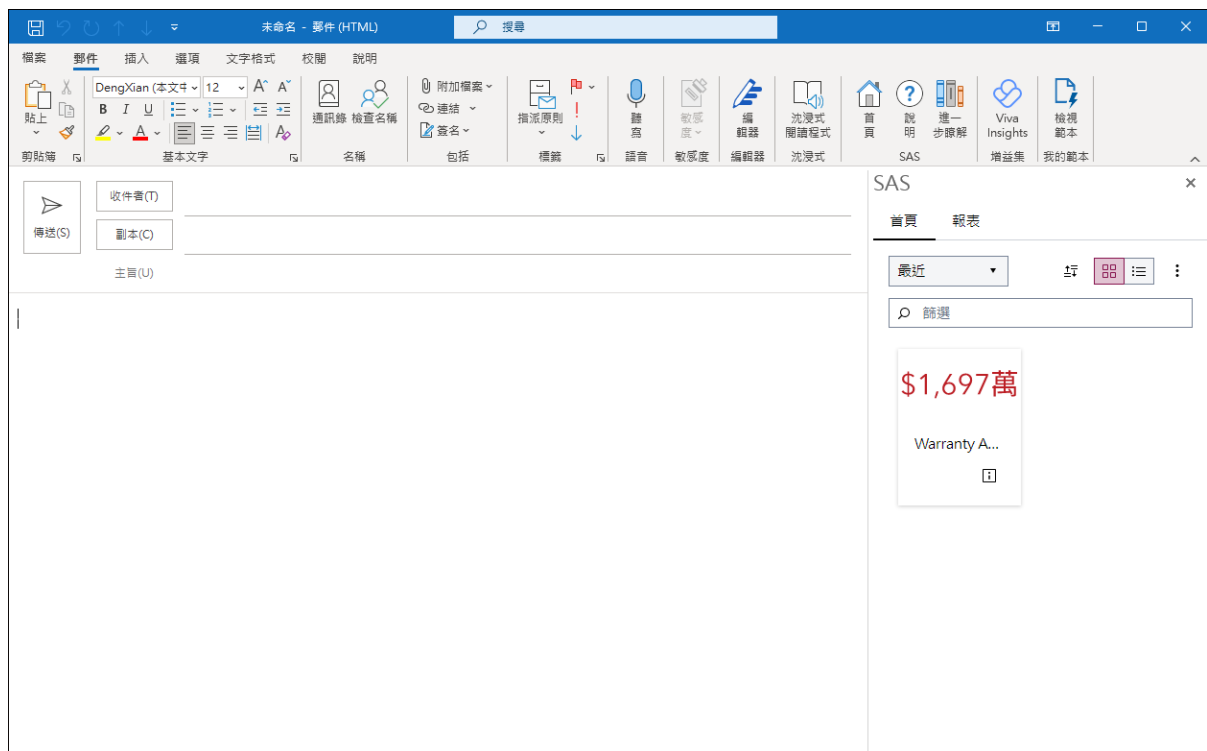 未命名 - 郵件 (HTML)
搜尋
檔案 郵件 插入 選項 文字格式 校閱 說明
貼上
DengXian (本文中 12 A A
B I U
A
通訊錄 檢查名稱
附加檔案
連結
簽名
指派原則
聽
寫
敏感
度
編
輯器
沈浸式
閱讀程式
首
頁
說
明
進一
步瞭解
Viva
Insights
檢視
範本
剪貼簿 基本文字 名稱 包括 標籤 語音 敏感度 編輯器 沈浸式 SAS 增益集 我的範本
傳送(S)
收件者(T)
副本(C)
主旨(U)
SAS
首頁 報表
最近
篩選
$1,697萬
Warranty A...